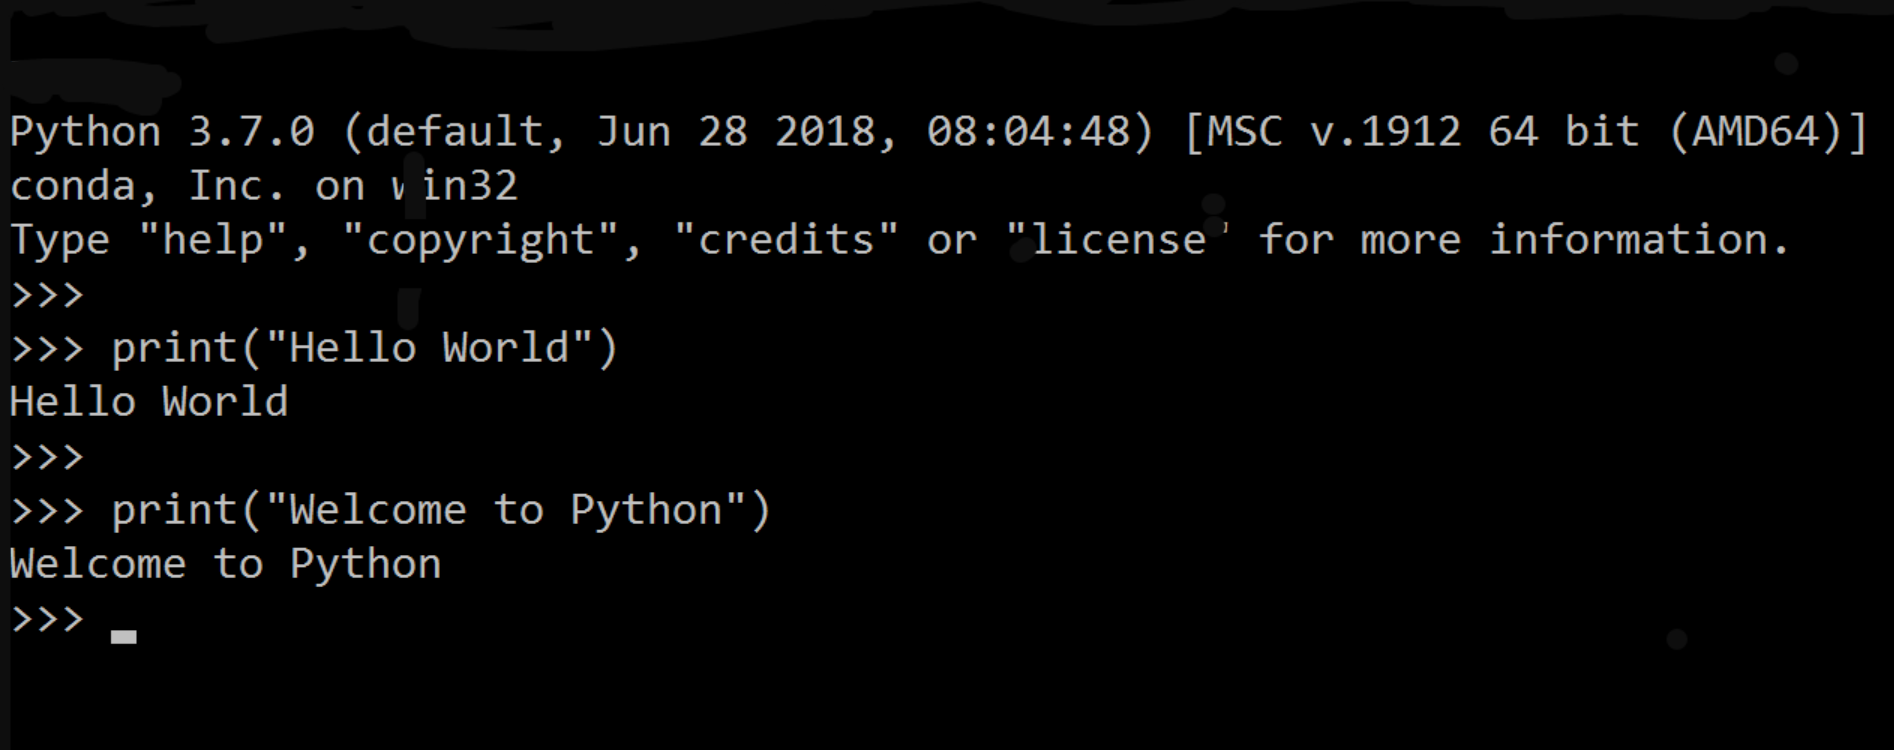 Python 3.7.0 (default, Jun 28 2018, 08:04:48) [MSC v.1912 64 bit (AMD64)]
conda, Inc. on win32
Type "help", "copyright", "credits" or "license" for more information.
>>>
>>> print("Hello World")
Hello World
>>>
>>> print("Welcome to Python")
Welcome to Python
>>>